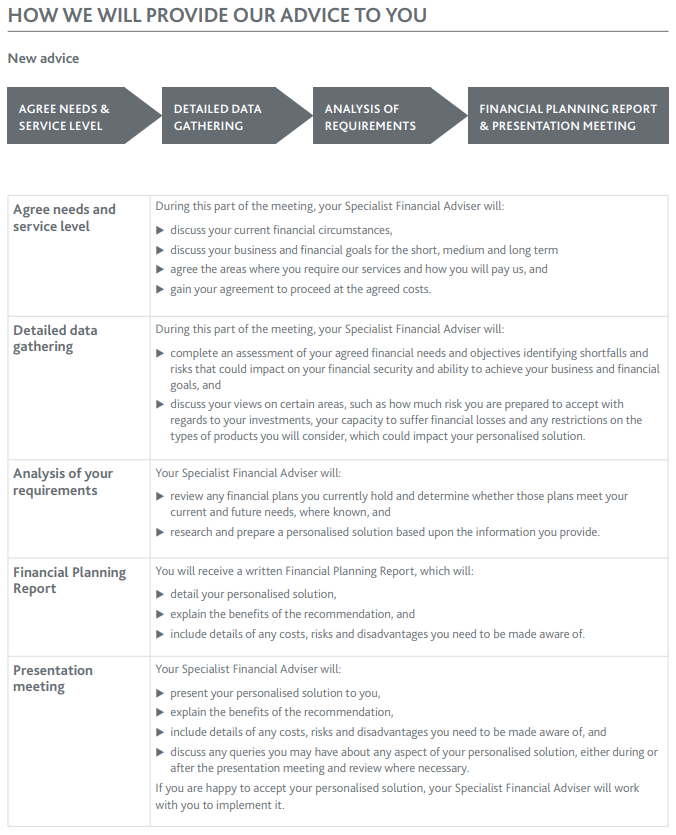 HOW WE WILL PROVIDE OUR ADVICE TO YOU
New advice
AGREE NEEDS &
SERVICE LEVEL
DETAILED DATA
GATHERING
ANALYSIS OF
REQUIREMENTS
FINANCIAL PLANNING REPORT
& PRESENTATION MEETING
Agree needs and
service level
During this part of the meeting, your Specialist Financial Adviser will:
▶ discuss your current financial circumstances,
▶ discuss your business and financial goals for the short, medium and long term
▶ agree the areas where you require our services and how you will pay us, and
▶ gain your agreement to proceed at the agreed costs.
Detailed data
gathering
During this part of the meeting, your Specialist Financial Adviser will:
▶ complete an assessment of your agreed financial needs and objectives identifying shortfalls and
risks that could impact on your financial security and ability to achieve your business and financial
goals, and
▶ discuss your views on certain areas, such as how much risk you are prepared to accept with
regards to your investments, your capacity to suffer financial losses and any restrictions on the
types of products you will consider, which could impact your personalised solution.
Analysis of your
requirements
Your Specialist Financial Adviser will:
▶ review any financial plans you currently hold and determine whether those plans meet your
current and future needs, where known, and
▶ research and prepare a personalised solution based upon the information you provide.
Financial Planning
Report
You will receive a written Financial Planning Report, which will:
▶ detail your personalised solution,
▶ explain the benefits of the recommendation, and
▶ include details of any costs, risks and disadvantages you need to be made aware of.
Presentation
meeting
Your Specialist Financial Adviser will:
▶ present your personalised solution to you,
▶ explain the benefits of the recommendation,
▶ include details of any costs, risks and disadvantages you need to be made aware of, and
▶ discuss any queries you may have about any aspect of your personalised solution, either during or
after the presentation meeting and review where necessary.
If you are happy to accept your personalised solution, your Specialist Financial Adviser will work
with you to implement it.